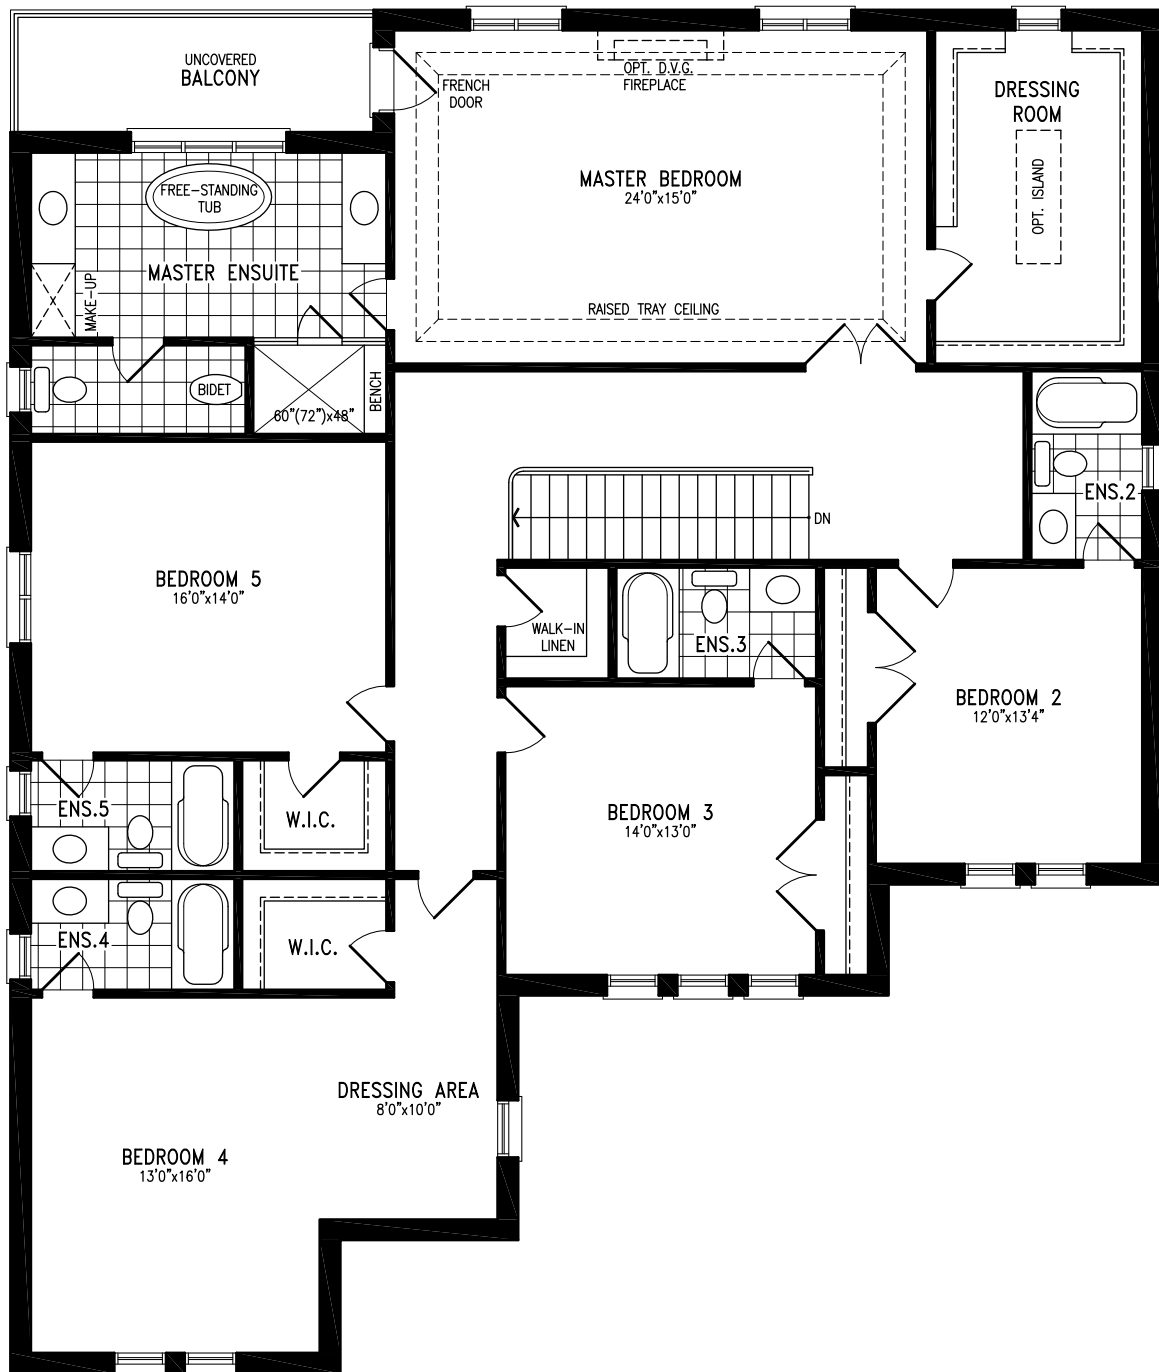 UNCOVERED
BALCONY
FRENCH
DOOR
OPT. D.V.G.
FIREPLACE
DRESSING
ROOM
OPT. ISLAND
MASTER BEDROOM
24'0"x15'0"
RAISED TRAY CEILING
FREE-STANDING
TUB
MASTER ENSUITE
MAKE-UP
BIDET
60"(72")x48"
BENCH
DN
ENS.2
BEDROOM 5
16'0"x14'0"
WALK-IN
LINEN
ENS.3
BEDROOM 2
12'0"x13'4"
ENS.5
W.I.C.
BEDROOM 3
14'0"x13'0"
ENS.4
W.I.C.
DRESSING AREA
8'0"x10'0"
BEDROOM 4
13'0"x16'0"